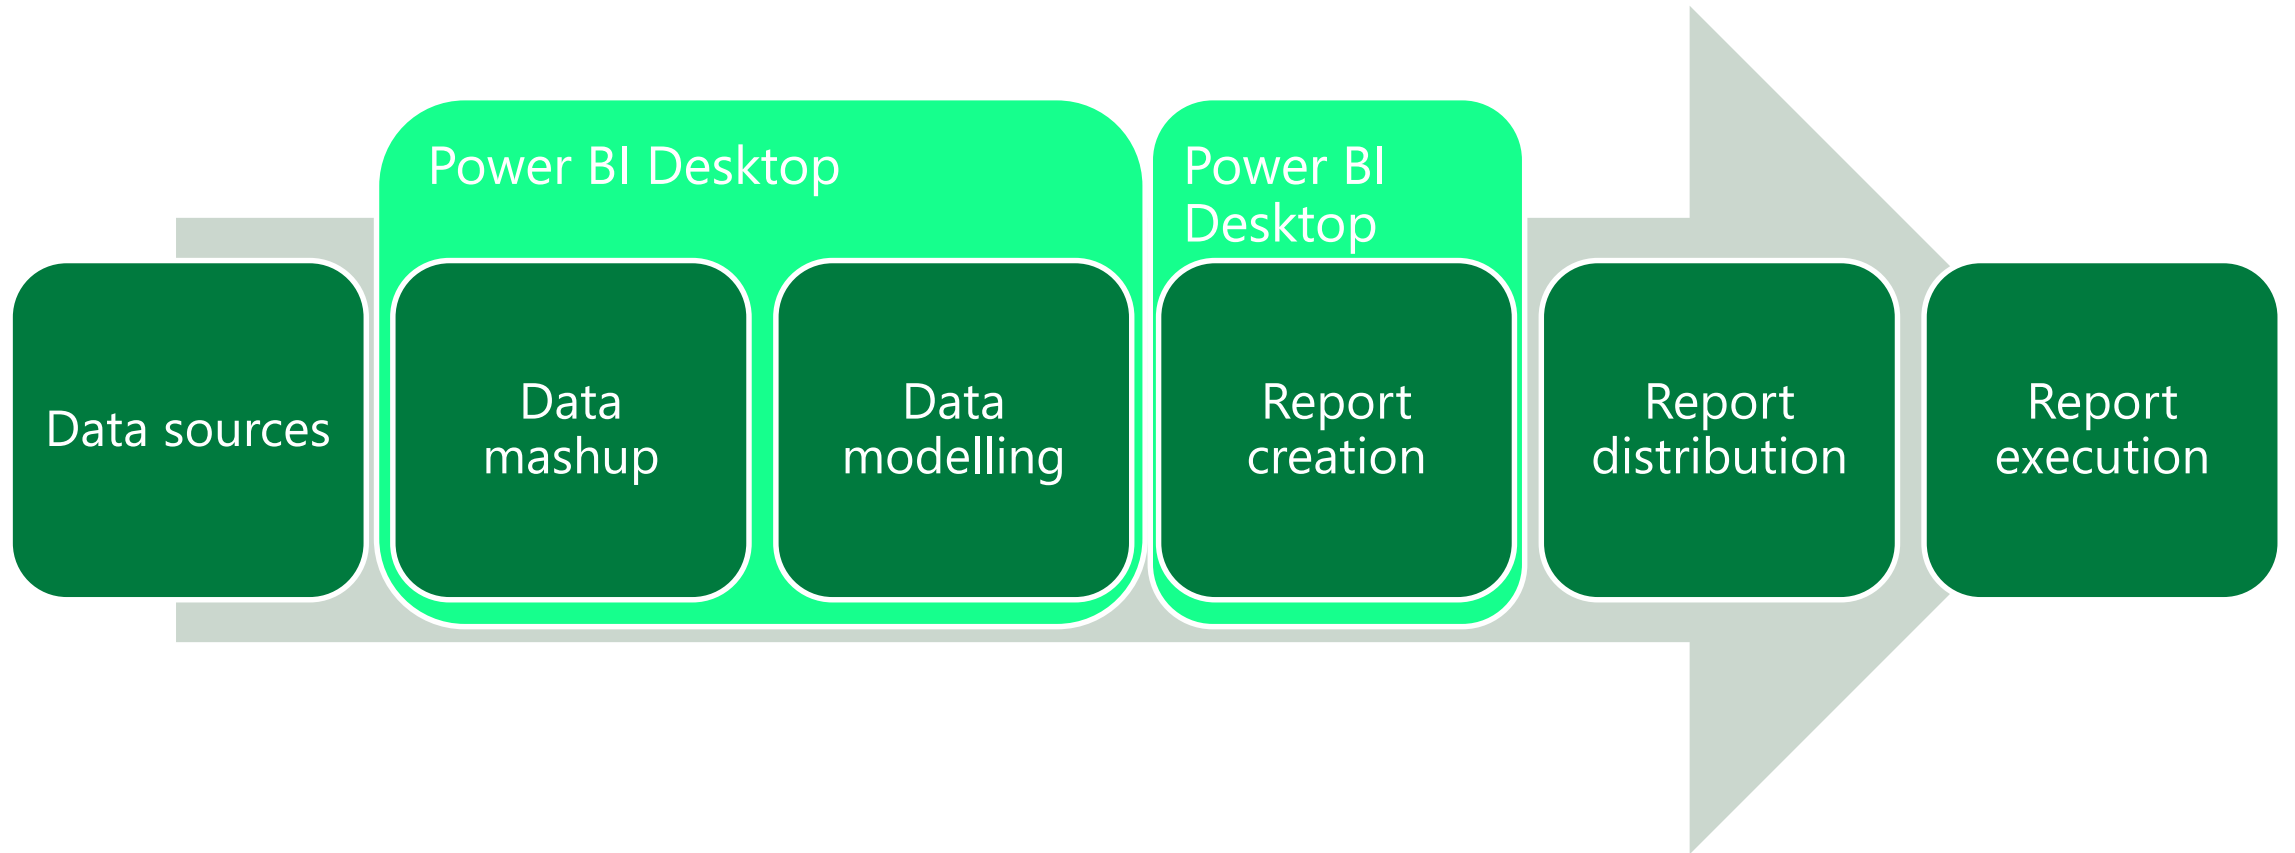 Power BI Desktop
Power BI
Desktop
Data sources
Data
mashup
Data
modelling
Report
creation
Report
distribution
Report
execution